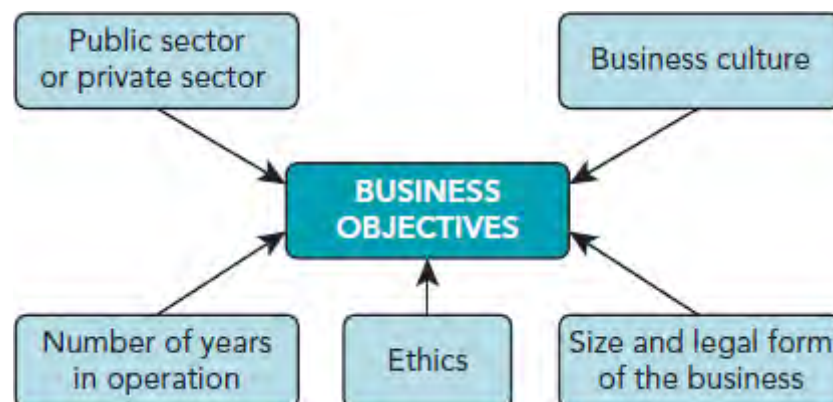 Public sector
or private sector
Business culture
BUSINESS
OBJECTIVES
Number of years
in operation
Ethics
Size and legal form
of the business